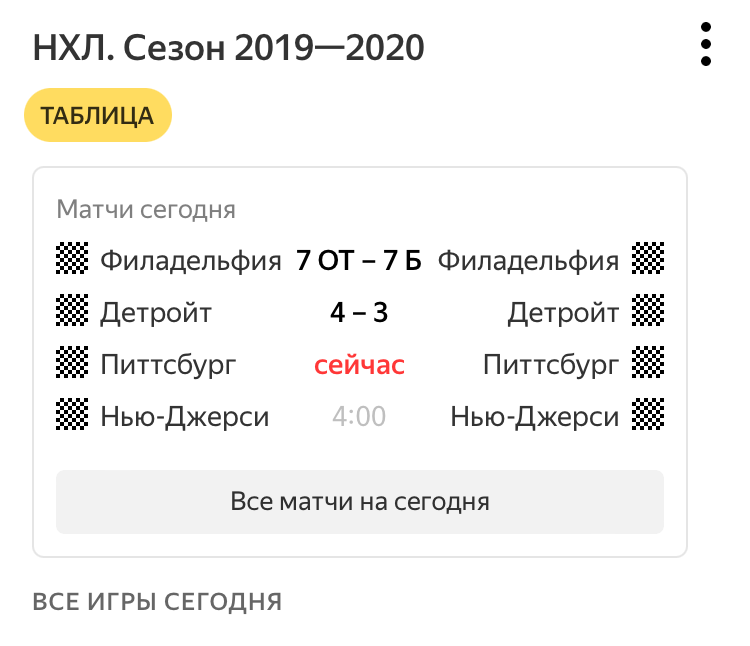 НХЛ. Сезон 2019—2020
ТАБЛИЦА
Матчи сегодня
Филадельфия 7 ОТ – 7 Б Филадельфия
Детройт 4 – 3 Детройт
Питтсбург сейчас Питтсбург
Нью-Джерси 4:00 Нью-Джерси
Все матчи на сегодня
ВСЕ ИГРЫ СЕГОДНЯ